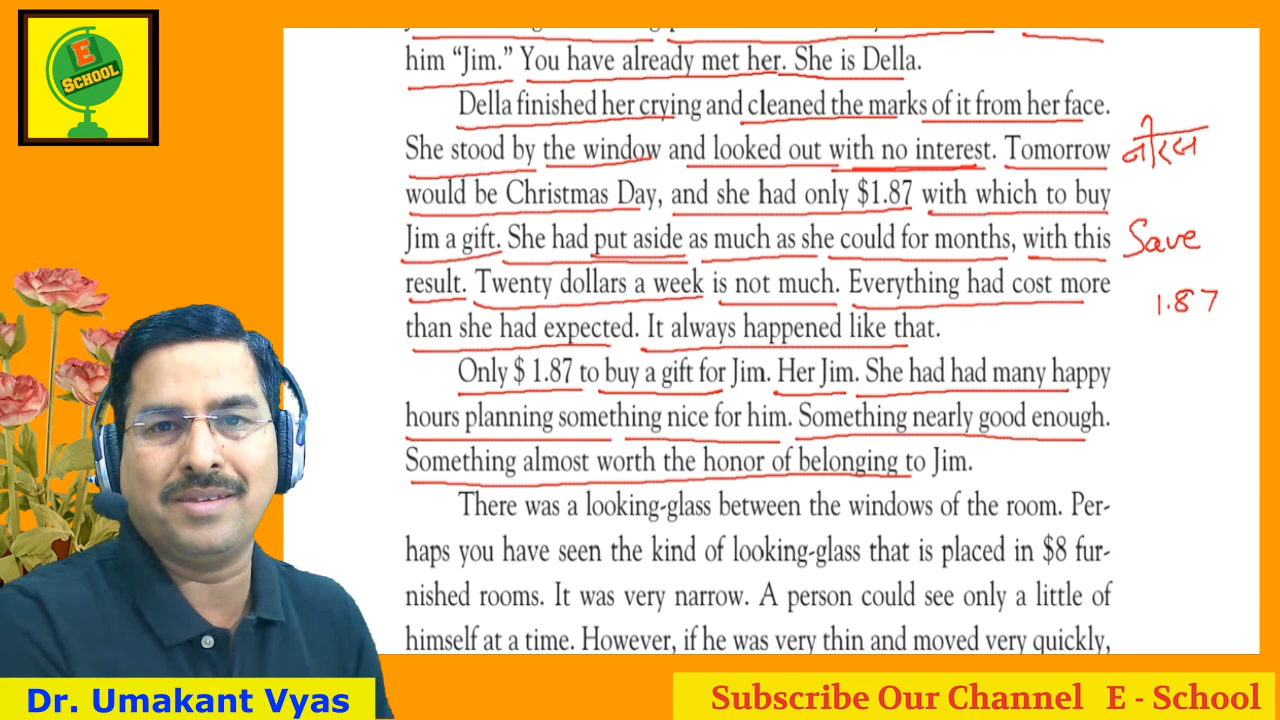 E
SCHOOL
him “Jim.” You have already met her. She is Della.
Della finished her crying and cleaned the marks of it from her face.
She stood by the window and looked out with no interest. Tomorrow
would be Christmas Day, and she had only $1.87 with which to buy
Jim a gift. She had put aside as much as she could for months, with this
result. Twenty dollars a week is not much. Everything had cost more
than she had expected. It always happened like that.
Only $ 1.87 to buy a gift for Jim. Her Jim. She had had many happy
hours planning something nice for him. Something nearly good enough.
Something almost worth the honor of belonging to Jim.
There was a looking-glass between the windows of the room. Per-
haps you have seen the kind of looking-glass that is placed in $8 fur-
nished rooms. It was very narrow. A person could see only a little of
himself at a time. However, if he was very thin and moved very quickly,
नीरस
Save
1.87
Dr. Umakant Vyas
Subscribe Our Channel E - School